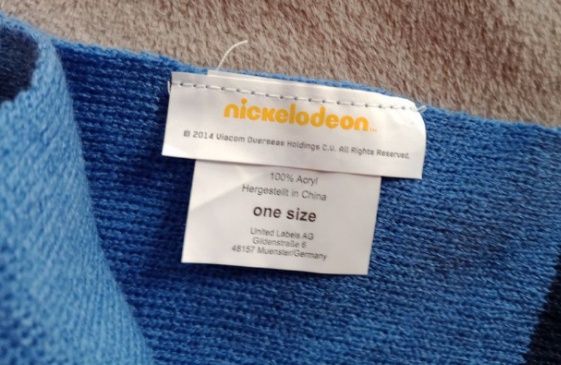 nickelodeon™
© 2014 Viacom Overseas Holdings C.V. All Rights Reserved.
100% Acryl
Hergestellt in China
one size
United Labels AG
Gildenstraße 6
48157 Muenster/Germany